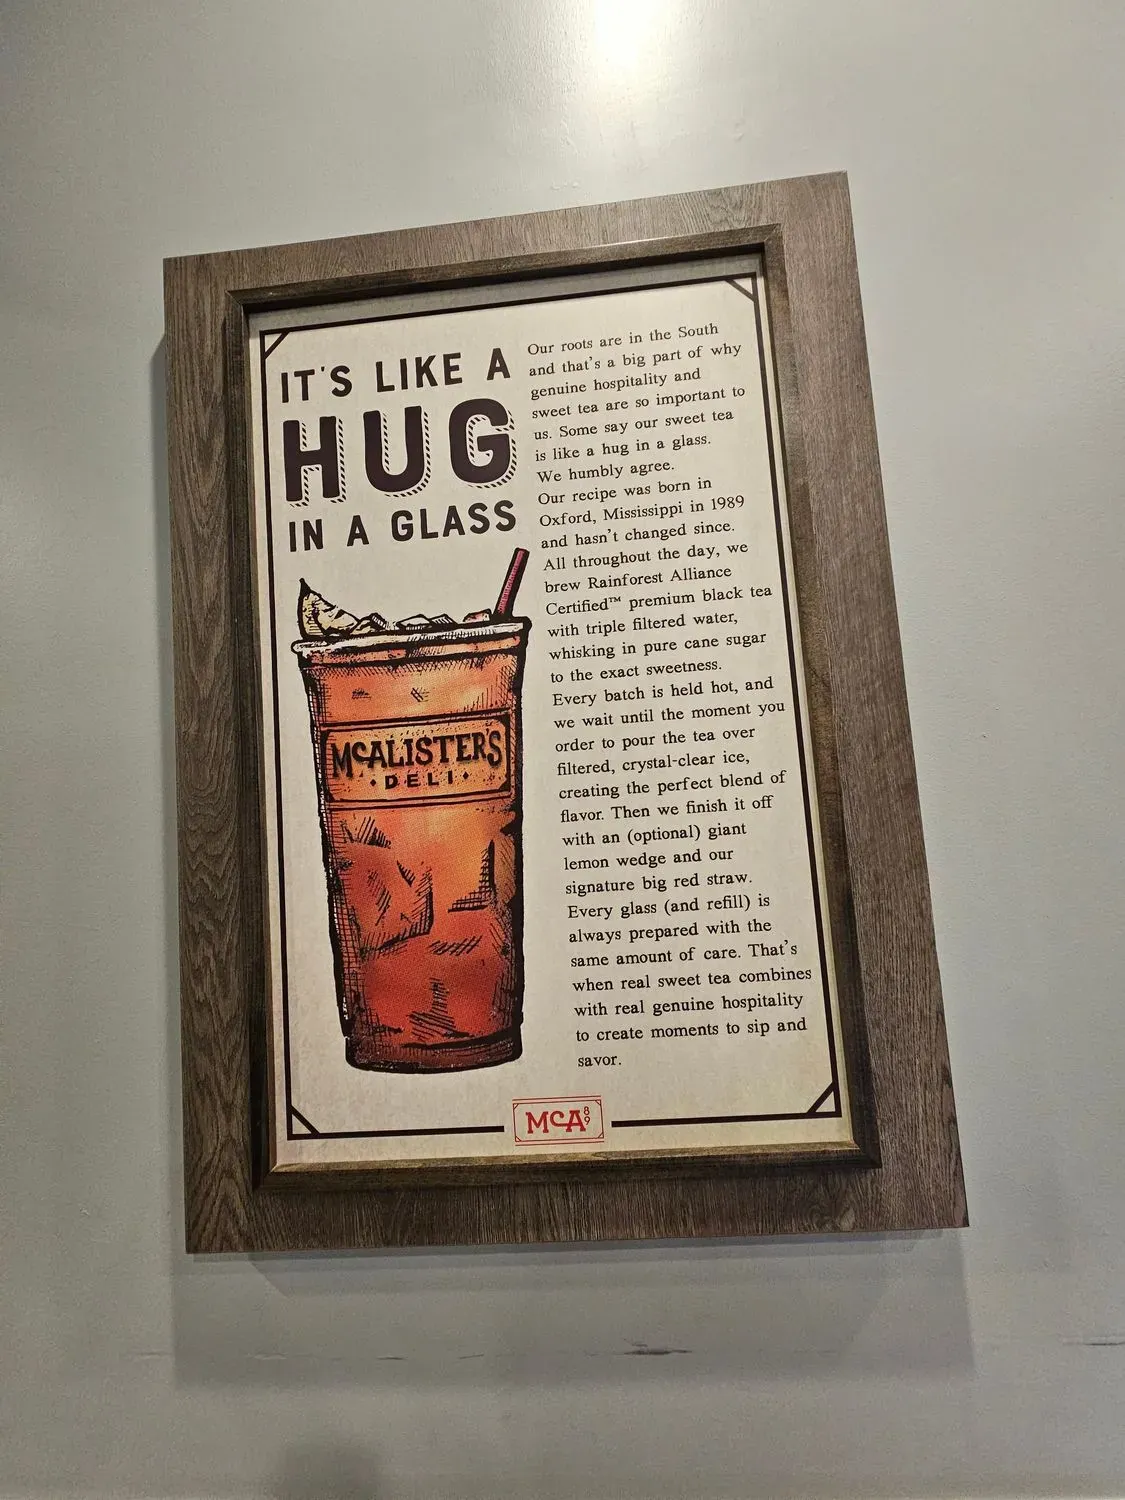 IT'S LIKE A
HUG
IN A GLASS
McALISTER'S
DELI
Our roots are in the South
and that's a big part of why
genuine hospitality and
sweet tea are so important to
us. Some say our sweet tea
is like a hug in a glass.
We humbly agree.
Our recipe was born in
Oxford, Mississippi in 1989
and hasn't changed since.
All throughout the day, we
brew Rainforest Alliance
Certified™ premium black tea
with triple filtered water,
whisking in pure cane sugar
to the exact sweetness.
Every batch is held hot, and
we wait until the moment you
order to pour the tea over
filtered, crystal-clear ice,
creating the perfect blend of
flavor. Then we finish it off
with an (optional) giant
lemon wedge and our
signature big red straw.
Every glass (and refill) is
always prepared with the
same amount of care. That's
when real sweet tea combines
with real genuine hospitality
to create moments to sip and
savor.
McA 89